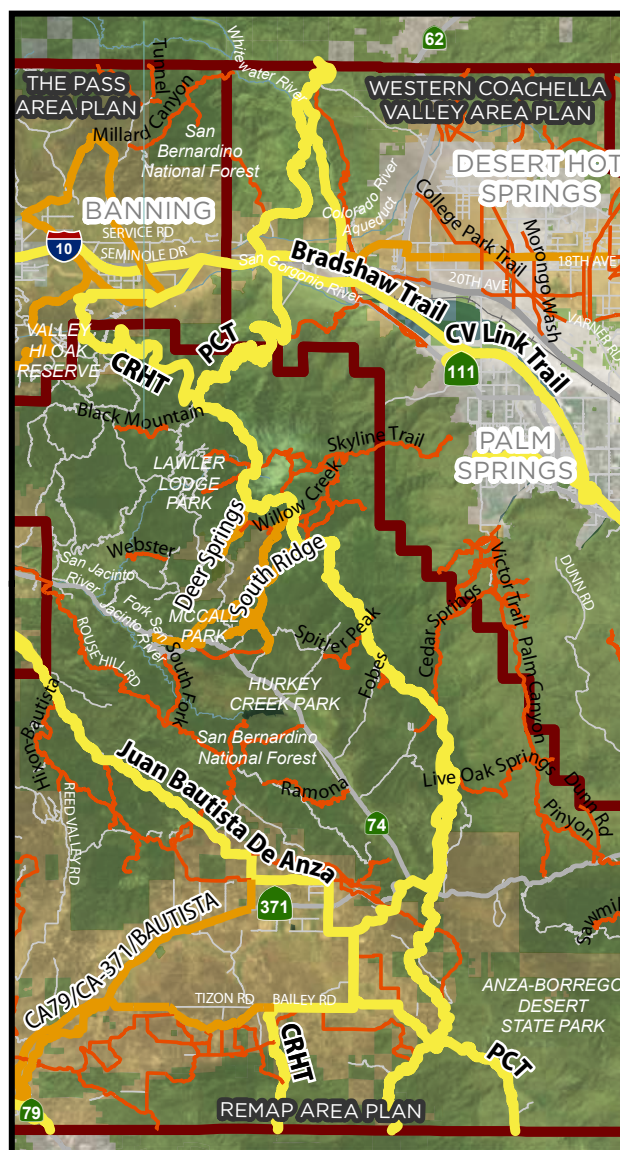 62
Whitewater River
THE PASS
AREA PLAN
Tunnel
WESTERN COACHELLA
VALLEY AREA PLAN
Millard Canyon
San
Bernardino
National Forest
DESERT HOT
SPRINGS
Colorado River
Aqueduct
College Park Trail
BANNING
Morongo Wash
SERVICE RD
10
SEMINOLE DR
Bradshaw Trail
18TH AVE
San Gorgonio River
20TH AVE
VARNER RD
CV Link Trail
VALLEY
HI OAK
RESERVE
PCT
CRHT
111
Black Mountain
Skyline Trail
PALM
SPRINGS
LAWLER
LODGE
PARK
Willow Creek
Deer Springs
Webster
South Ridge
Victor Trail
DUNN RD
San Jacinto
River
Fork San
Jacinto River
MCCALL
PARK
Cedar Springs
Spitler Peak
ROUSE HILL RD
South Fork
Palm Canyon
Fobes
HURKEY
CREEK PARK
Bautista
Hixon
San Bernardino
National Forest
Juan Bautista De Anza
Live Oak Springs
Dunn Rd
REED VALLEY RD
Ramona
Pinyon
74
371
CA79/CA-371/BAUTISTA
Sawmil
ANZA-BORREGO
DESERT
STATE PARK
TIZON RD
BAILEY RD
CRHT
PCT
79
REMAP AREA PLAN